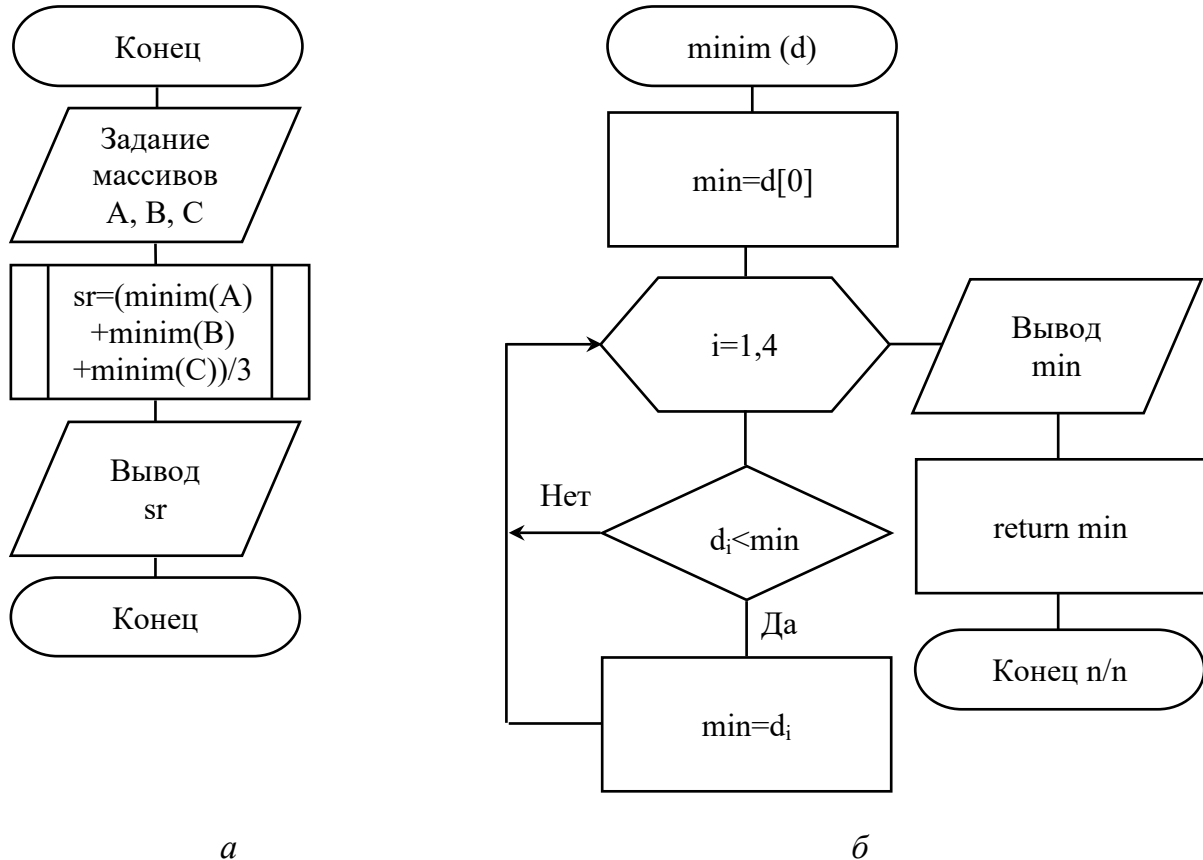 Конец
Задание
массивов
A, B, C
sr=(minim(A)
+minim(B)
+minim(C))/3
Вывод
sr
Конец
а
minim (d)
min=d[0]
i=1,4
Нет
dᵢ<min
Да
min=dᵢ
Вывод
min
return min
Конец n/n
б